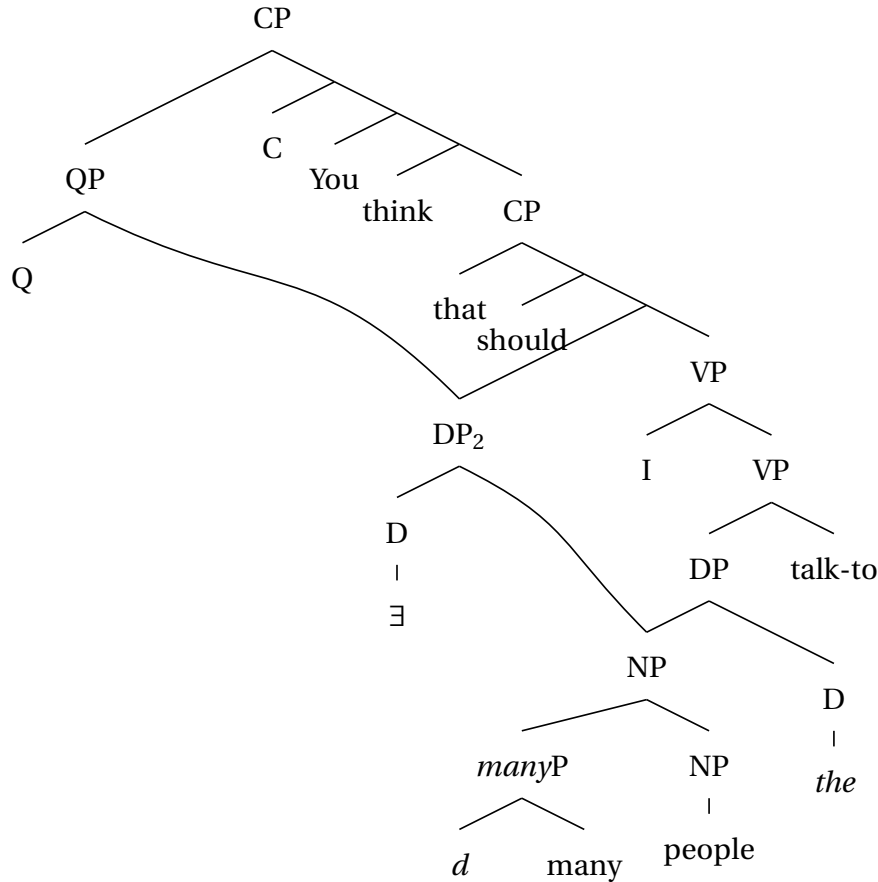 CP
C
QP
You
think
CP
Q
that
should
VP
DP2
I
VP
D
DP
talk-to
∃
NP
D
manyP
NP
the
d
many
people